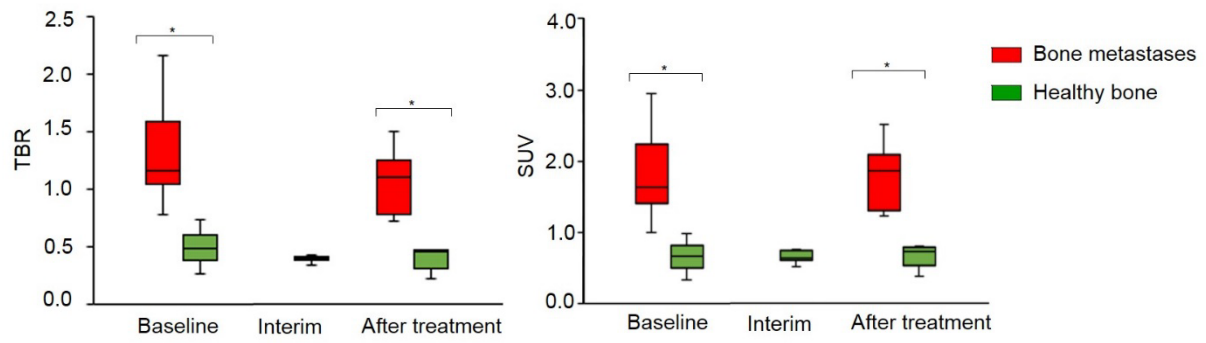 TBR
2.5
2.0
1.5
1.0
0.5
0.0
*
*
Baseline Interim After treatment
SUV
4.0
3.0
2.0
1.0
0.0
*
*
Baseline Interim After treatment
Bone metastases
Healthy bone